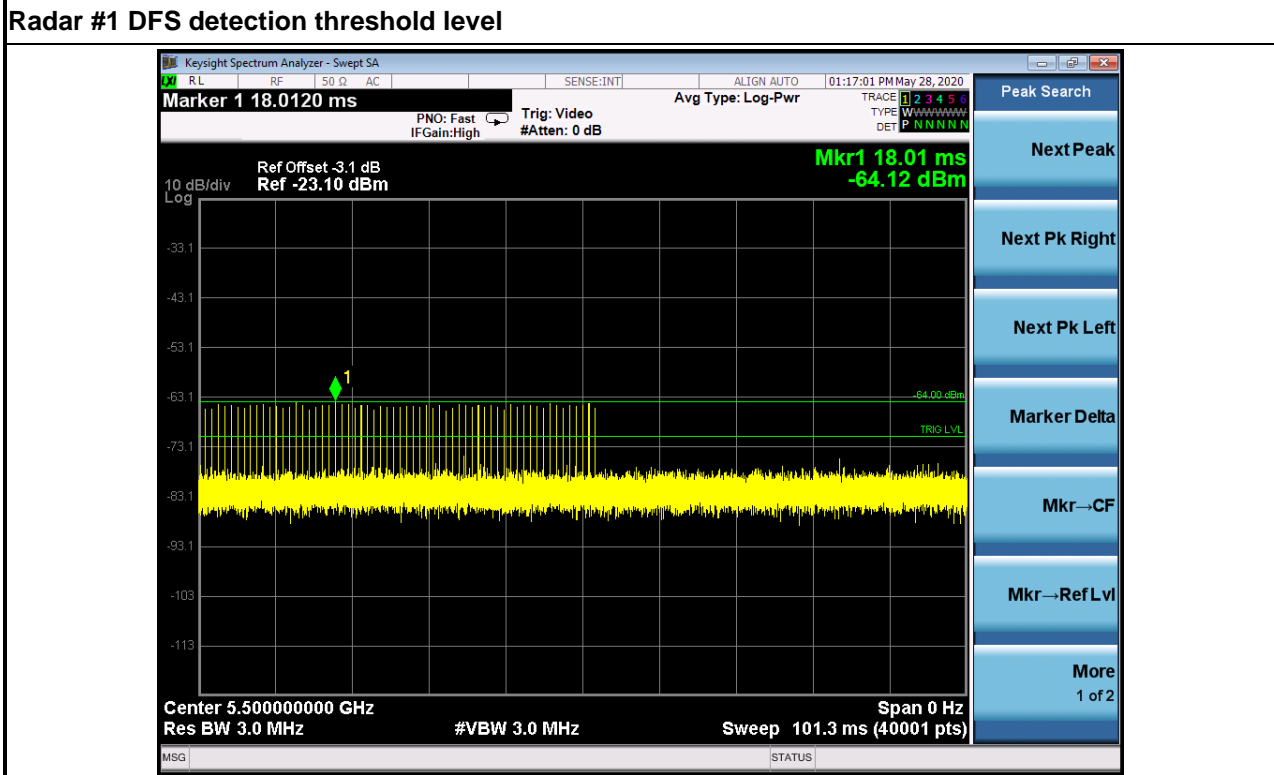 Radar #1 DFS detection threshold level
Keysight Spectrum Analyzer - Swept SA
LXI RL RF 50 Ω AC SENSE:INT ALIGN AUTO 01:17:01 PM May 28, 2020
Marker 1 18.0120 ms
PNO: Fast
IFGain:High
Trig: Video
#Atten: 0 dB
Avg Type: Log-Pwr
TRACE 1 2 3 4 5 6
TYPE WWWWWW
DET P N N N N N
Mkr1 18.01 ms
-64.12 dBm
Ref Offset -3.1 dB
10 dB/div Ref -23.10 dBm
Log
-33.1
-43.1
-53.1
1
-63.1
-64.00 dBm
TRIG LVL
-73.1
-83.1
-93.1
-103
-113
Center 5.500000000 GHz Span 0 Hz
Res BW 3.0 MHz #VBW 3.0 MHz Sweep 101.3 ms (40001 pts)
MSG STATUS
Peak Search
Next Peak
Next Pk Right
Next Pk Left
Marker Delta
Mkr→CF
Mkr→Ref Lvl
More
1 of 2